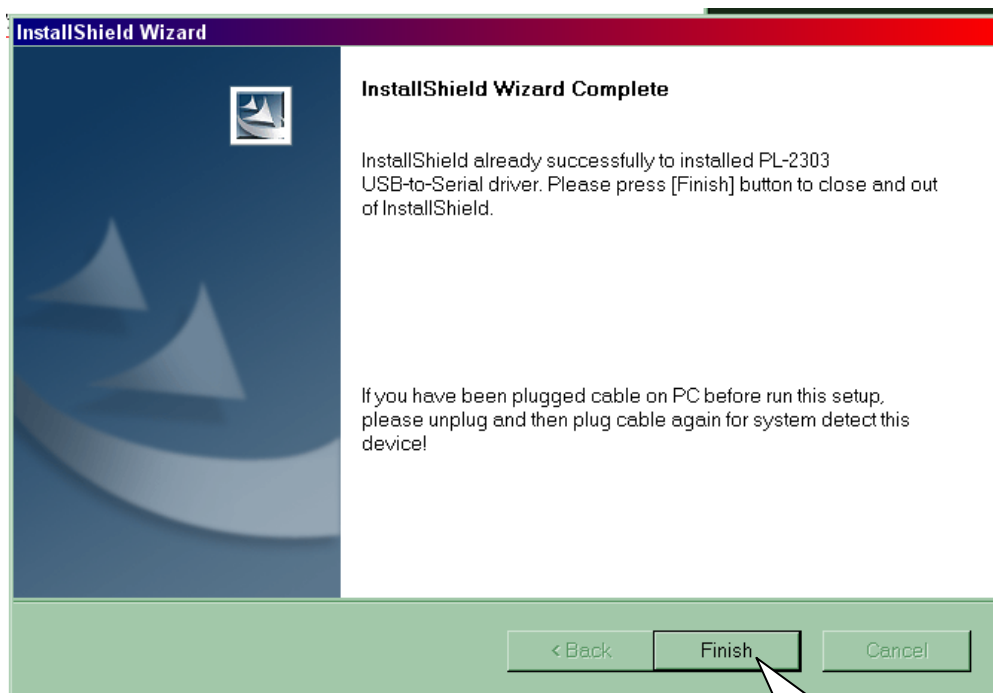 InstallShield Wizard
InstallShield Wizard Complete
InstallShield already successfully to installed PL-2303
USB-to-Serial driver. Please press [Finish] button to close and out
of InstallShield.
If you have been plugged cable on PC before run this setup,
please unplug and then plug cable again for system detect this
device!
< Back
Finish
Cancel